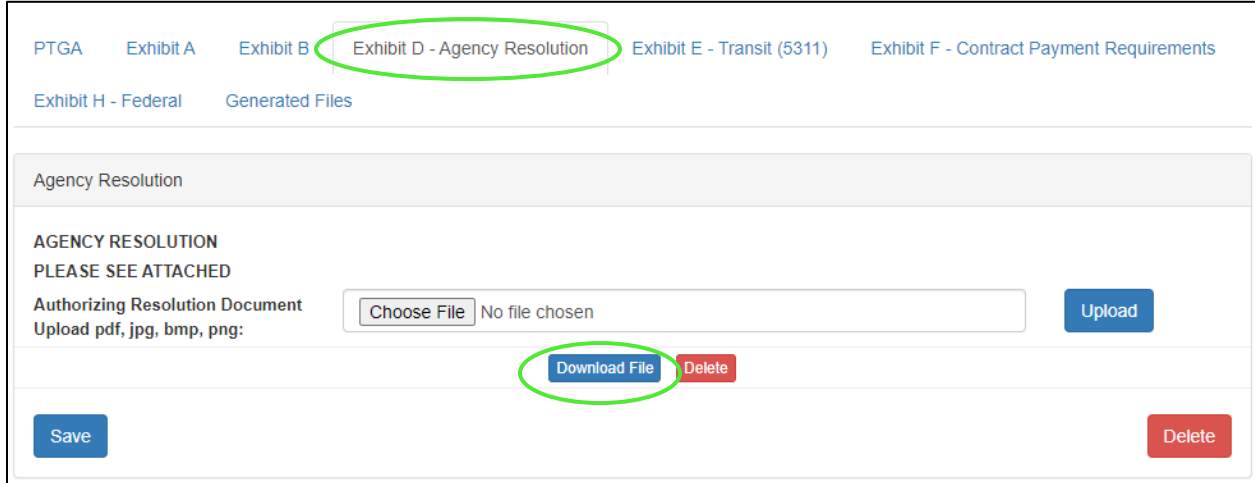 PTGA Exhibit A Exhibit B Exhibit D - Agency Resolution Exhibit E - Transit (5311) Exhibit F - Contract Payment Requirements
Exhibit H - Federal Generated Files
Agency Resolution
AGENCY RESOLUTION
PLEASE SEE ATTACHED
Authorizing Resolution Document
Upload pdf, jpg, bmp, png:
Choose File No file chosen
Upload
Download File Delete
Save Delete